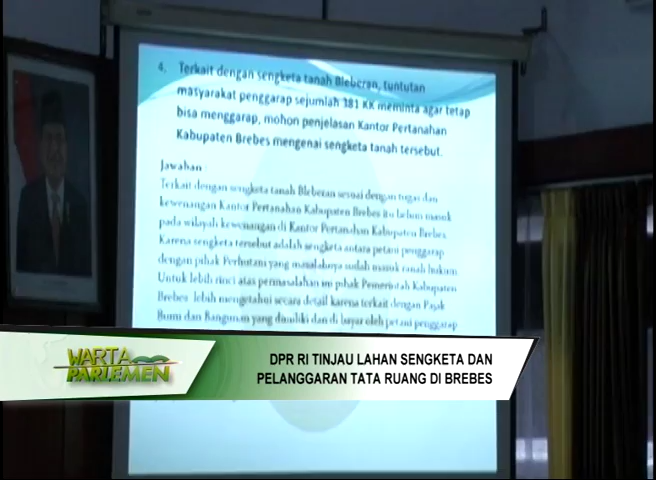 4. Terkait dengan sengketa tanah Bleberan, tuntutan
masyarakat penggarap sejumlah 181 KK meminta agar tetap
bisa menggarap, mohon penjelasan Kantor Pertanahan
Kabupaten Brebes mengenai sengketa tanah tersebut.
Jawaban
Terkait dengan sengketa tanah Bleberan sesuai dengan tugas dan
kewenangan Kantor Pertanahan Kabupaten Brebes itu belum masuk
pada wilayah kewenangan di Kantor Pertanahan Kabupaten Brebes
Karena sengketa tersebut adalah sengketa antara petani penggarap
dengan pihak Perhutani yang masalahnya sudah masuk ranah hukum
Untuk lebih rinci atas permasalahan ini pihak Pemerintah Kabupaten
Brebes lebih mengetahui secara detail karena terkait dengan Pajak
Bumi dan Bangunan yang dimiliki dan di bayar oleh petani penggarap
WARTA
PARLEMEN
DPR RI TINJAU LAHAN SENGKETA DAN
PELANGGARAN TATA RUANG DI BREBES